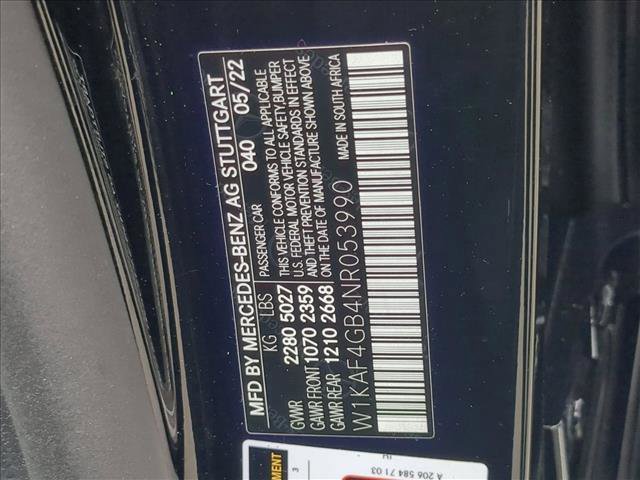 MFD BY MERCEDES-BENZ AG STUTTGART
040 05/22
KG LBS
PASSENGER CAR
GVWR 2280 5027
THIS VEHICLE CONFORMS TO ALL APPLICABLE
U.S. FEDERAL MOTOR VEHICLE SAFETY, BUMPER
GAWR FRONT 1070 2359
AND THEFT PREVENTION STANDARDS IN EFFECT
GAWR REAR 1210 2668
ON THE DATE OF MANUFACTURE SHOWN ABOVE
W1KAF4GB4NR053990
MADE IN SOUTH AFRICA
A 206 584 71 03
3